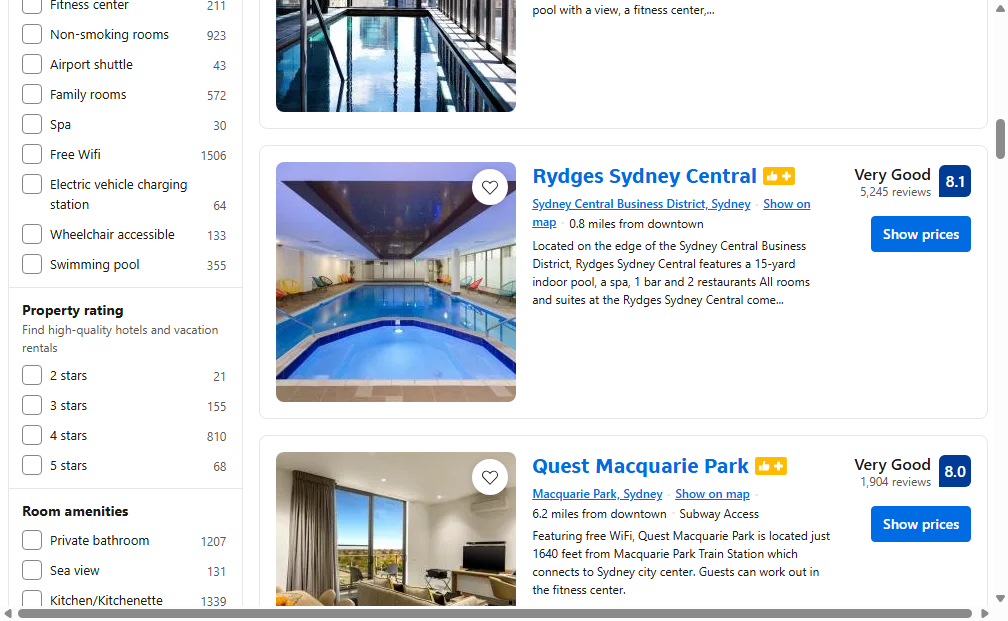 Fitness center 211
Non-smoking rooms 923
Airport shuttle 43
Family rooms 572
Spa 30
Free Wifi 1506
Electric vehicle charging
station 64
Wheelchair accessible 133
Swimming pool 355
Property rating
Find high-quality hotels and vacation
rentals
2 stars 21
3 stars 155
4 stars 810
5 stars 68
Room amenities
Private bathroom 1207
Sea view 131
Kitchen/Kitchenette 1339
pool with a view, a fitness center,...
Rydges Sydney Central
Sydney Central Business District, Sydney · Show on
map · 0.8 miles from downtown
Located on the edge of the Sydney Central Business
District, Rydges Sydney Central features a 15-yard
indoor pool, a spa, 1 bar and 2 restaurants All rooms
and suites at the Rydges Sydney Central come...
Very Good 8.1
5,245 reviews
Show prices
Quest Macquarie Park
Macquarie Park, Sydney · Show on map ·
6.2 miles from downtown · Subway Access
Featuring free WiFi, Quest Macquarie Park is located just
1640 feet from Macquarie Park Train Station which
connects to Sydney city center. Guests can work out in
the fitness center.
Very Good 8.0
1,904 reviews
Show prices